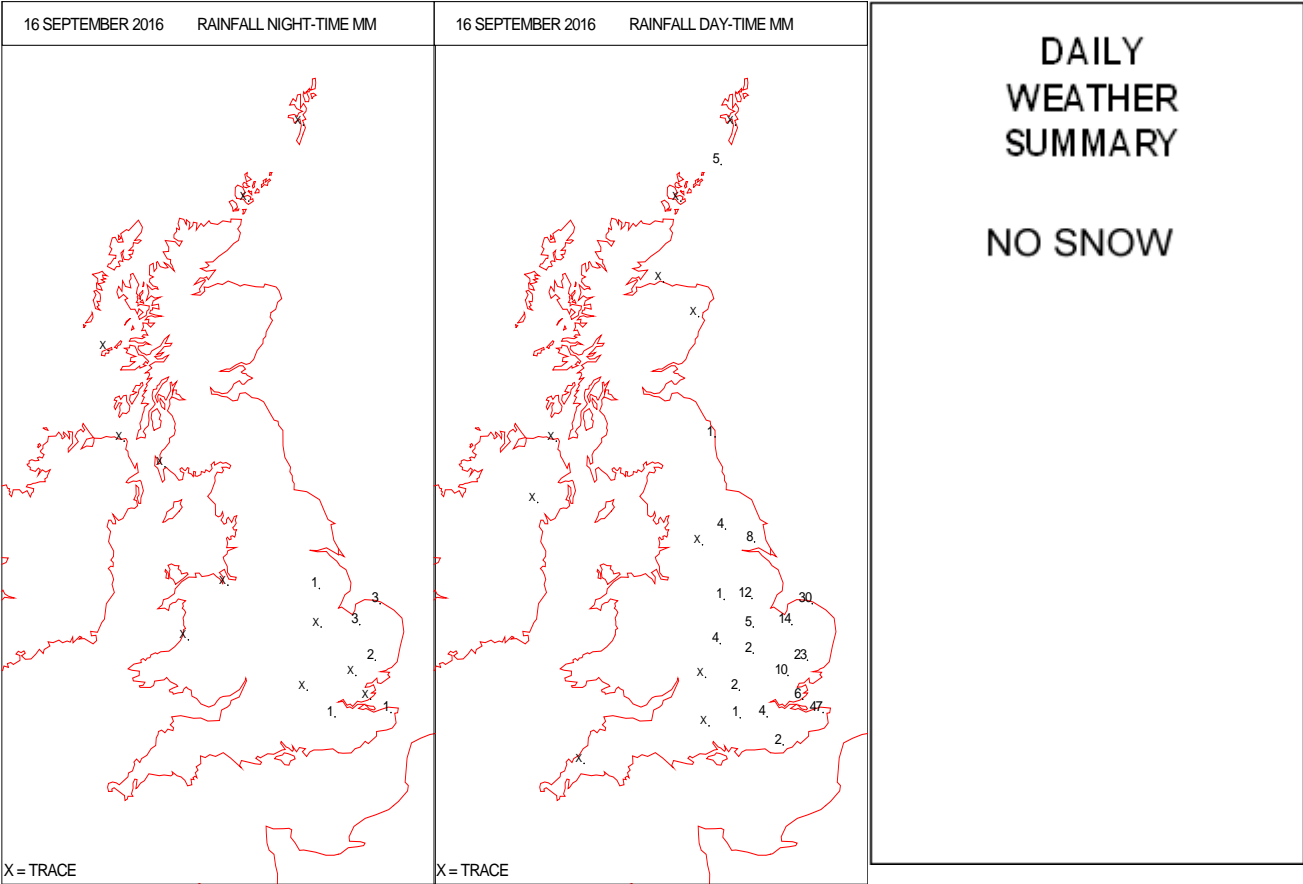 16 SEPTEMBER 2016 RAINFALL NIGHT-TIME MM
X.
X.
X.
X.
X.
X.
1.
3.
X.
3.
X.
2.
X.
X.
X.
1.
1.
X = TRACE
16 SEPTEMBER 2016 RAINFALL DAY-TIME MM
X.
5.
X.
X.
X.
1.
X.
X.
4.
X.
8.
1.
12.
30.
5.
14.
4.
2.
23.
X.
10.
2.
6.
1.
4.
47.
X.
2.
X.
X = TRACE
DAILY
WEATHER
SUMMARY
NO SNOW